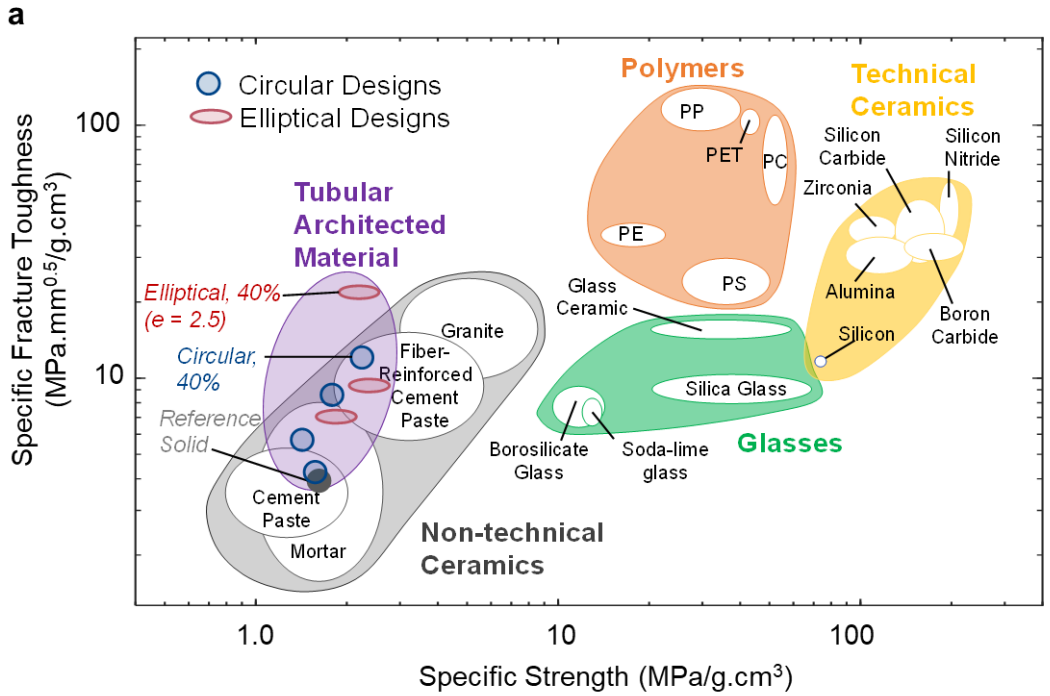 a
Specific Fracture Toughness
(MPa.mm^0.5/g.cm³)
100
10
Circular Designs
Elliptical Designs
Polymers
PP
PET
PC
PE
PS
Technical
Ceramics
Silicon
Carbide
Silicon
Nitride
Zirconia
Alumina
Boron
Carbide
Silicon
Tubular
Architected
Material
Elliptical, 40%
(e = 2.5)
Circular,
40%
Reference
Solid
Granite
Fiber-
Reinforced
Cement
Paste
Cement
Paste
Mortar
Non-technical
Ceramics
Glass
Ceramic
Silica Glass
Borosilicate
Glass
Soda-lime
glass
Glasses
1.0
10
100
Specific Strength (MPa/g.cm³)